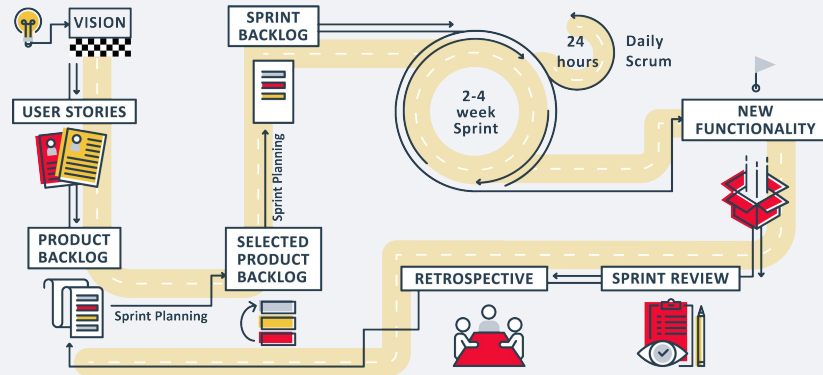 VISION
USER STORIES
PRODUCT
BACKLOG
Sprint Planning
SELECTED
PRODUCT
BACKLOG
Sprint Planning
SPRINT
BACKLOG
2-4
week
Sprint
24
hours
Daily
Scrum
NEW
FUNCTIONALITY
SPRINT REVIEW
RETROSPECTIVE